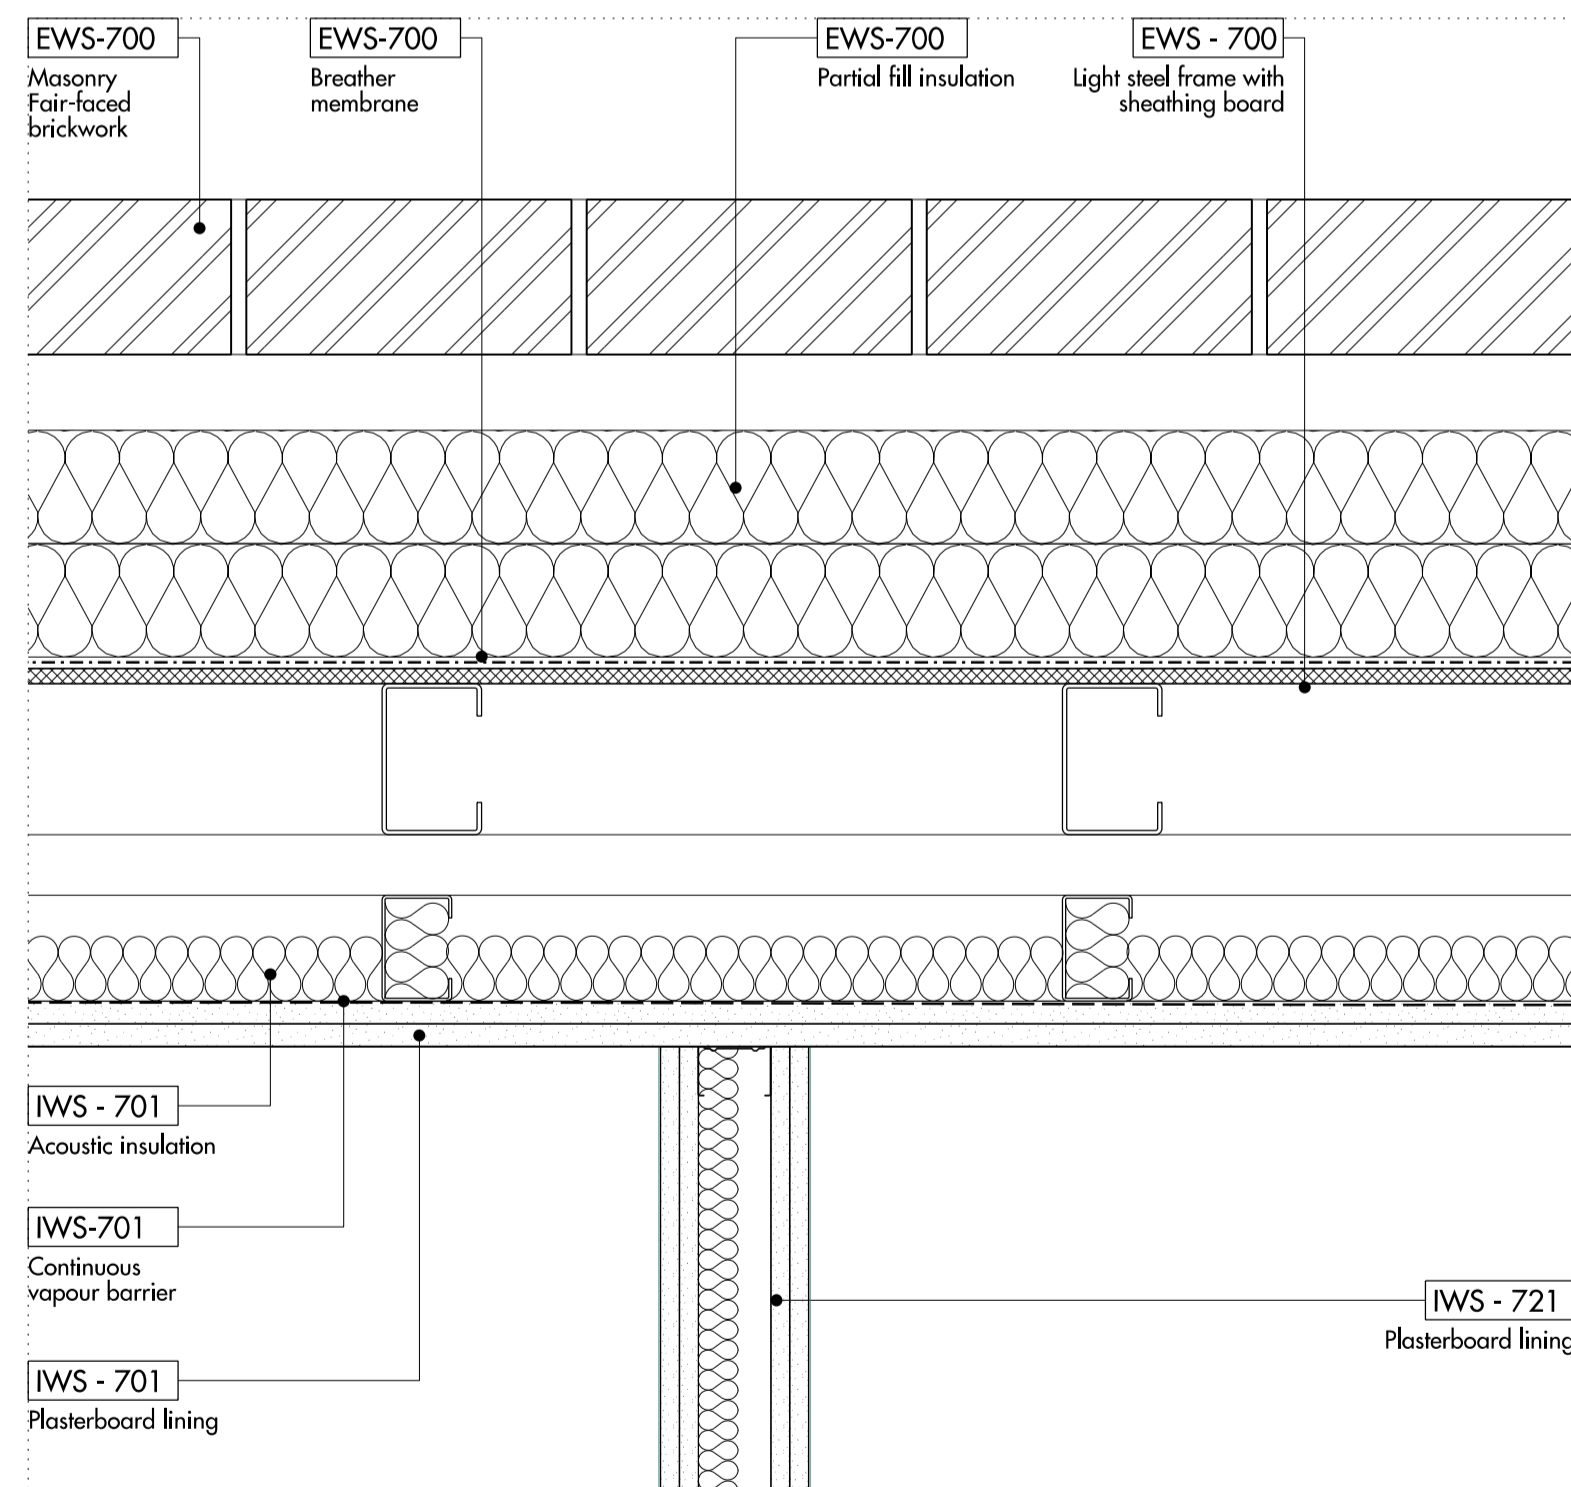 EWS-700
Masonry
Fair-faced
brickwork
EWS-700
Breather
membrane
EWS-700
Partial fill insulation
EWS - 700
Light steel frame with
sheathing board
IWS - 701
Acoustic insulation
IWS-701
Continuous
vapour barrier
IWS - 701
Plasterboard lining
IWS - 721
Plasterboard lining